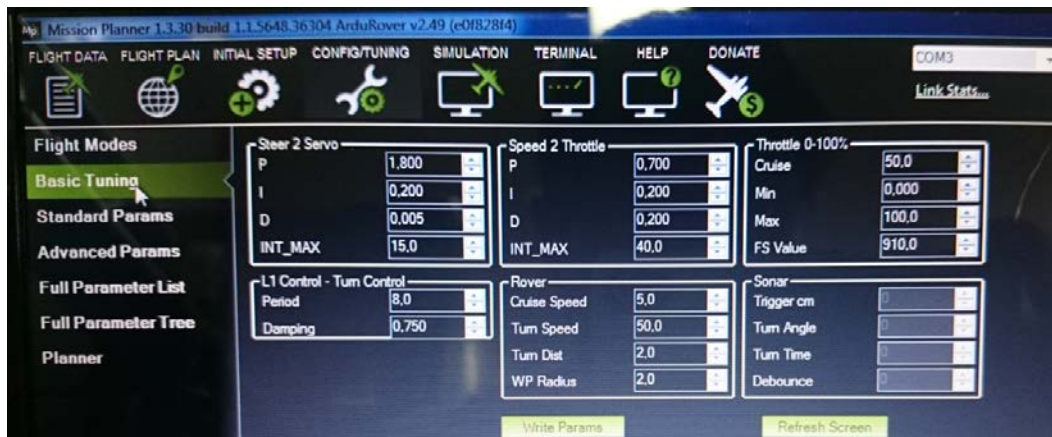 Mission Planner 1.3.30 build 1.1.5648.36304 ArduRover v2.49 (e0f828f4)
FLIGHT DATA FLIGHT PLAN INITIAL SETUP CONFIG/TUNING SIMULATION TERMINAL HELP DONATE
COM3
Link Stats...
Flight Modes
Basic Tuning
Standard Params
Advanced Params
Full Parameter List
Full Parameter Tree
Planner
Steer 2 Servo
P 1,800
I 0,200
D 0,005
INT_MAX 15,0
Speed 2 Throttle
P 0,700
I 0,200
D 0,200
INT_MAX 40,0
Throttle 0-100%
Cruise 50,0
Min 0,000
Max 100,0
FS Value 910,0
L1 Control - Turn Control
Period 8,0
Damping 0,750
Rover
Cruise Speed 5,0
Turn Speed 50,0
Turn Dist 2,0
WP Radius 2,0
Sonar
Trigger cm 0
Turn Angle 0
Turn Time 0
Debounce 0
Write Params
Refresh Screen